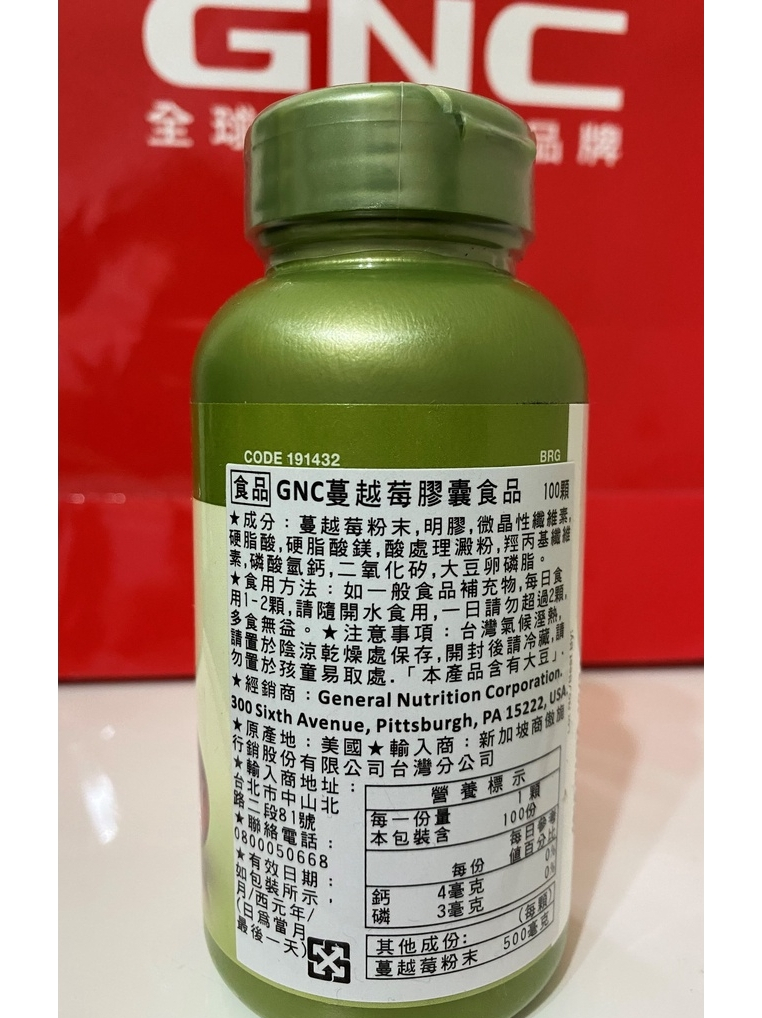 GNC
全球
品牌
CODE 191432
BRG
食品 GNC蔓越莓膠囊食品 100顆
★成分：蔓越莓粉末,明膠,微晶性纖維素,
硬脂酸,硬脂酸鎂,酸處理澱粉,羥丙基纖維
素,磷酸氫鈣,二氧化矽,大豆卵磷脂。
★食用方法：如一般食品補充物,每日食
用1-2顆,請隨開水食用,一日請勿超過2顆,
多食無益。★注意事項：台灣氣候溼熱,
請置於陰涼乾燥處保存,開封後請冷藏,請
勿置於孩童易取處.「本產品含有大豆」.
★經銷商：General Nutrition Corporation.
300 Sixth Avenue, Pittsburgh, PA 15222, USA.
★原產地：美國★輸入商：新加坡商傲旗
行銷股份有限公司台灣分公司
★輸入商地址：
台北市中山北
路二段81號
★聯絡電話：
0800050668
★有效日期：
如包裝所示,
月/西元年/
(日為當月
最後一天)
營養標示
每一份量 1顆
本包裝含 100份
每份 每日參考
值百分比
鈣 4毫克 0%
磷 3毫克 0%
其他成份: (每顆)
蔓越莓粉末 500毫克